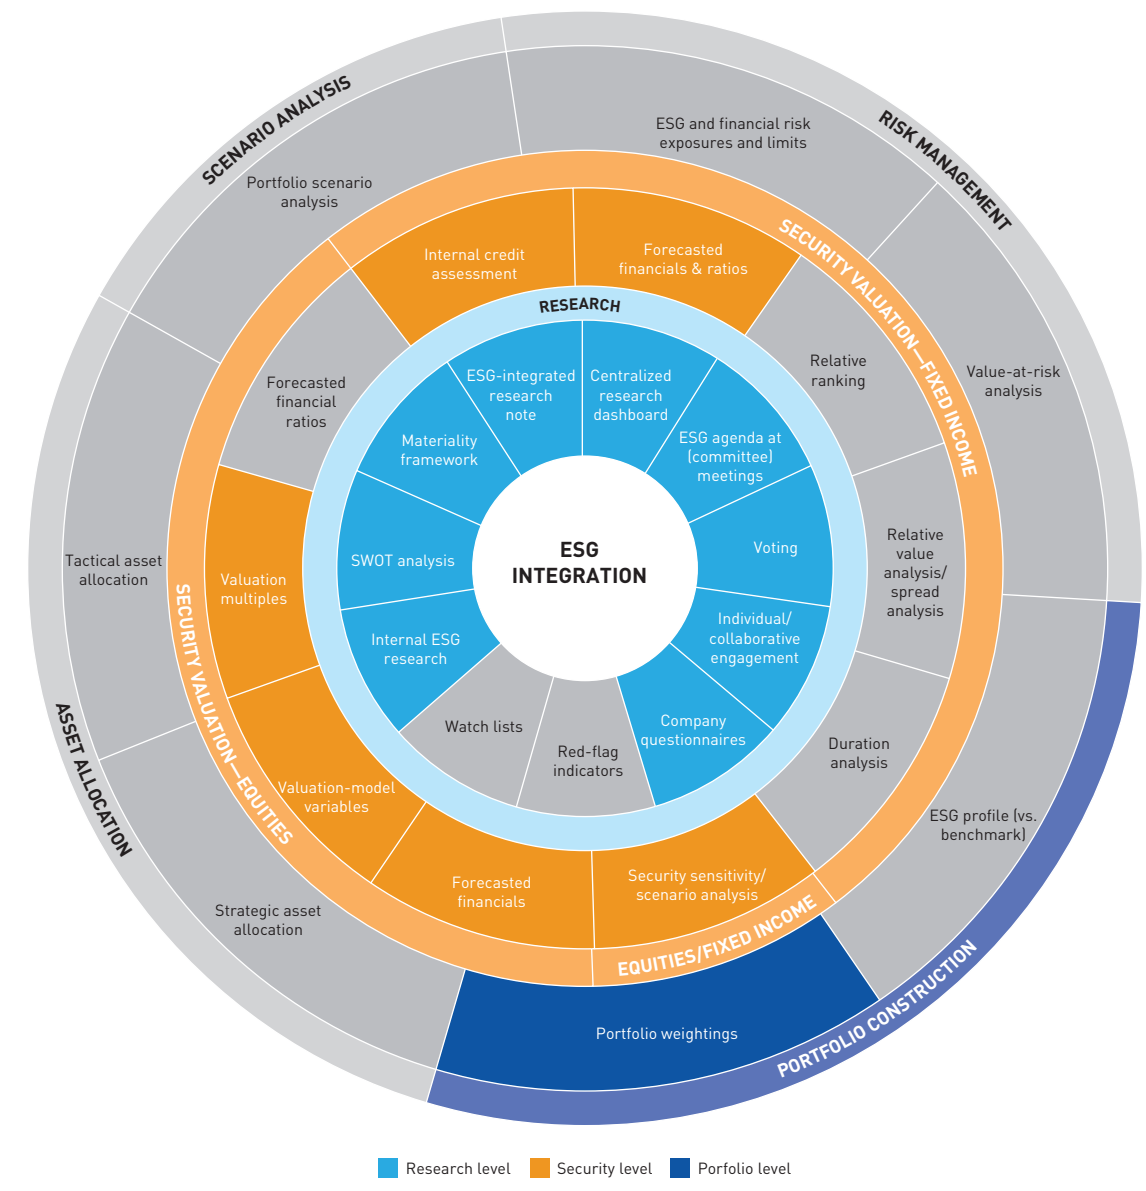 SCENARIO ANALYSIS
RISK MANAGEMENT
ESG and financial risk
exposures and limits
Portfolio scenario
analysis
SECURITY VALUATION—FIXED INCOME
Internal credit
assessment
Forecasted
financials & ratios
RESEARCH
Relative
ranking
Value-at-risk
analysis
Forecasted
financial
ratios
ESG-integrated
research
note
Centralized
research
dashboard
Materiality
framework
ESG agenda at
(committee)
meetings
Tactical asset
allocation
Valuation
multiples
SWOT analysis
ESG
INTEGRATION
Voting
Relative
value
analysis/
spread
analysis
SECURITY VALUATION—EQUITIES
Internal ESG
research
Individual/
collaborative
engagement
Watch lists
Red-flag
indicators
Company
questionnaires
Duration
analysis
ASSET ALLOCATION
Valuation-model
variables
ESG profile (vs.
benchmark)
Forecasted
financials
Security sensitivity/
scenario analysis
Strategic asset
allocation
EQUITIES/FIXED INCOME
PORTFOLIO CONSTRUCTION
Portfolio weightings
Research level
Security level
Porfolio level